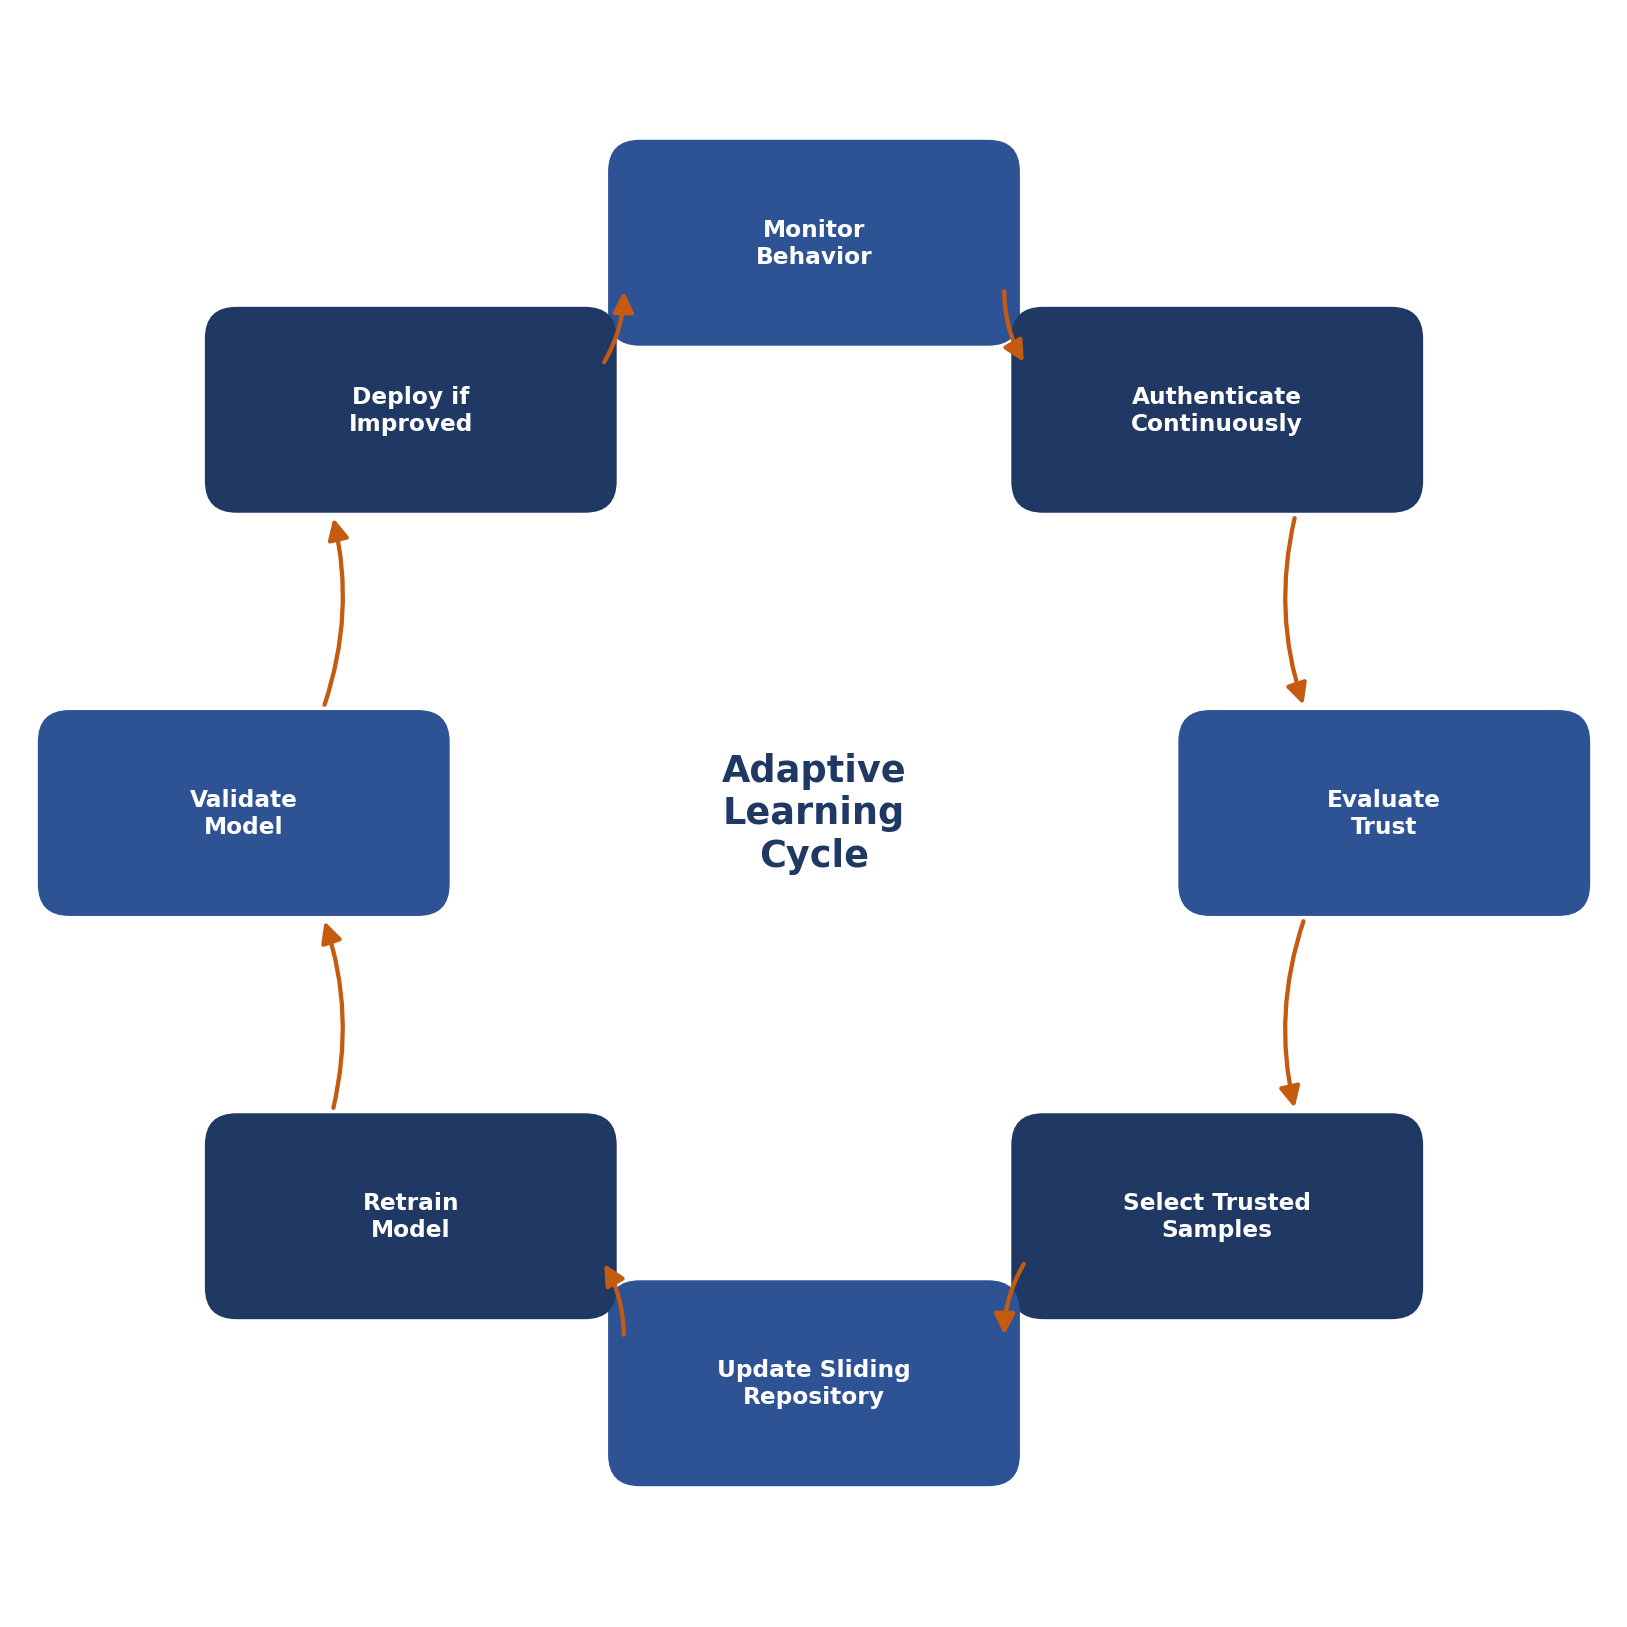 Monitor
Behavior
Authenticate
Continuously
Evaluate
Trust
Select Trusted
Samples
Update Sliding
Repository
Retrain
Model
Validate
Model
Deploy if
Improved
Adaptive
Learning
Cycle